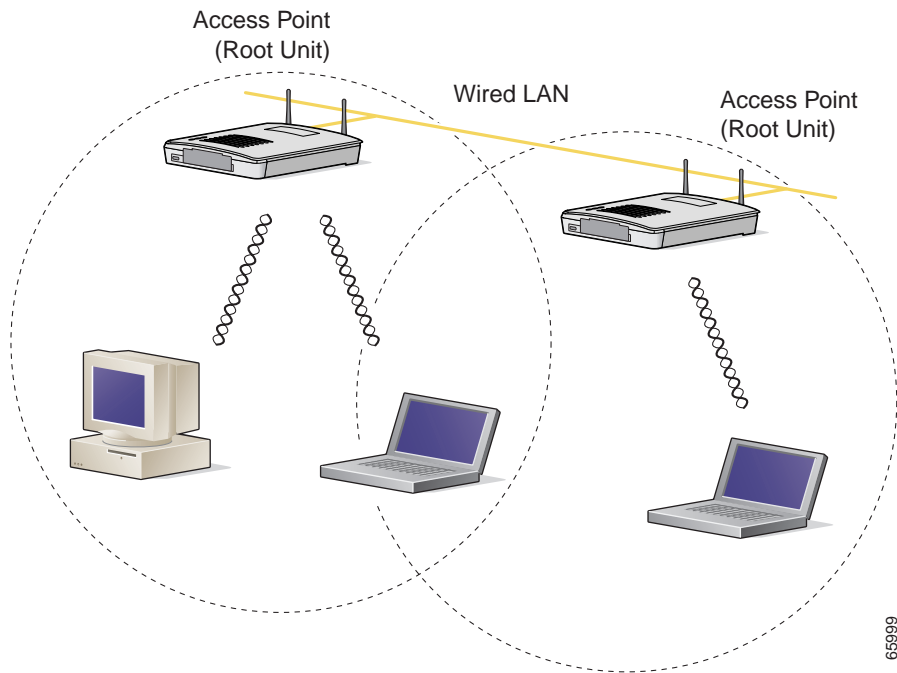 Access Point
(Root Unit)
Wired LAN
Access Point
(Root Unit)
65999